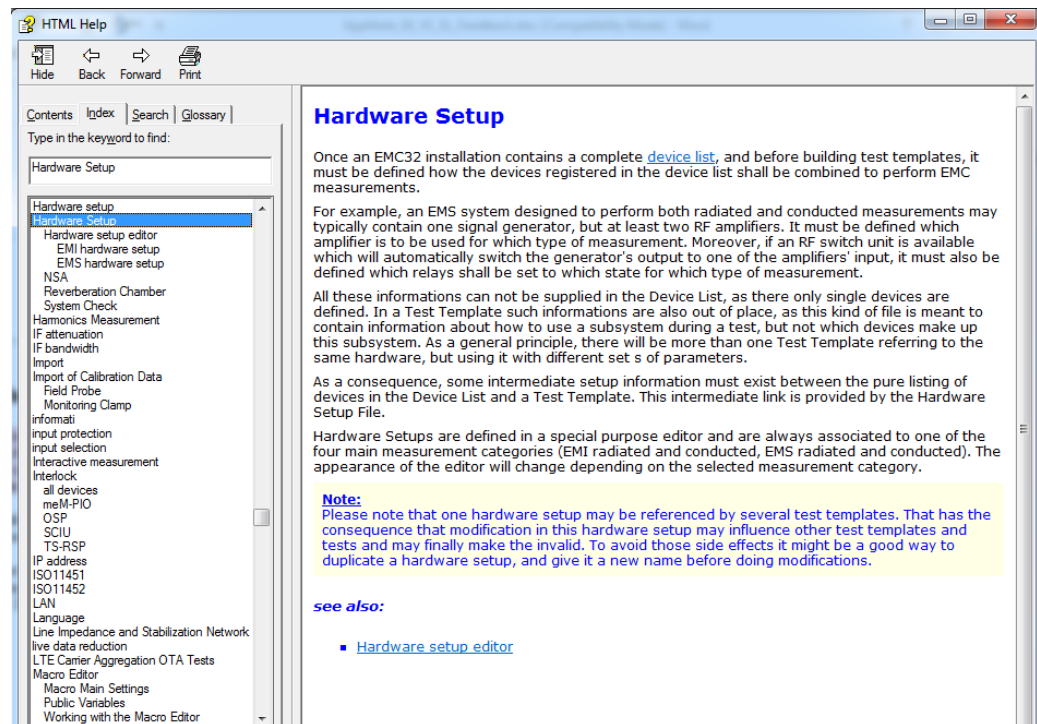 HTML Help
Hide Back Forward Print
Contents Index Search Glossary
Type in the keyword to find:
Hardware Setup
Hardware setup
Hardware Setup
Hardware setup editor
EMI hardware setup
EMS hardware setup
NSA
Reverberation Chamber
System Check
Harmonics Measurement
IF attenuation
IF bandwidth
Import
Import of Calibration Data
Field Probe
Monitoring Clamp
informati
input protection
input selection
Interactive measurement
Interlock
all devices
meM-PIO
OSP
SCIU
TS-RSP
IP address
ISO11451
ISO11452
LAN
Language
Line Impedance and Stabilization Network
live data reduction
LTE Carrier Aggregation OTA Tests
Macro Editor
Macro Main Settings
Public Variables
Working with the Macro Editor
Hardware Setup
Once an EMC32 installation contains a complete device list, and before building test templates, it
must be defined how the devices registered in the device list shall be combined to perform EMC
measurements.
For example, an EMS system designed to perform both radiated and conducted measurements may
typically contain one signal generator, but at least two RF amplifiers. It must be defined which
amplifier is to be used for which type of measurement. Moreover, if an RF switch unit is available
which will automatically switch the generator's output to one of the amplifiers' input, it must also be
defined which relays shall be set to which state for which type of measurement.
All these informations can not be supplied in the Device List, as there only single devices are
defined. In a Test Template such informations are also out of place, as this kind of file is meant to
contain information about how to use a subsystem during a test, but not which devices make up
this subsystem. As a general principle, there will be more than one Test Template referring to the
same hardware, but using it with different set s of parameters.
As a consequence, some intermediate setup information must exist between the pure listing of
devices in the Device List and a Test Template. This intermediate link is provided by the Hardware
Setup File.
Hardware Setups are defined in a special purpose editor and are always associated to one of the
four main measurement categories (EMI radiated and conducted, EMS radiated and conducted). The
appearance of the editor will change depending on the selected measurement category.
Note:
Please note that one hardware setup may be referenced by several test templates. That has the
consequence that modification in this hardware setup may influence other test templates and
tests and may finally make the invalid. To avoid those side effects it might be a good way to
duplicate a hardware setup, and give it a new name before doing modifications.
see also:
Hardware setup editor